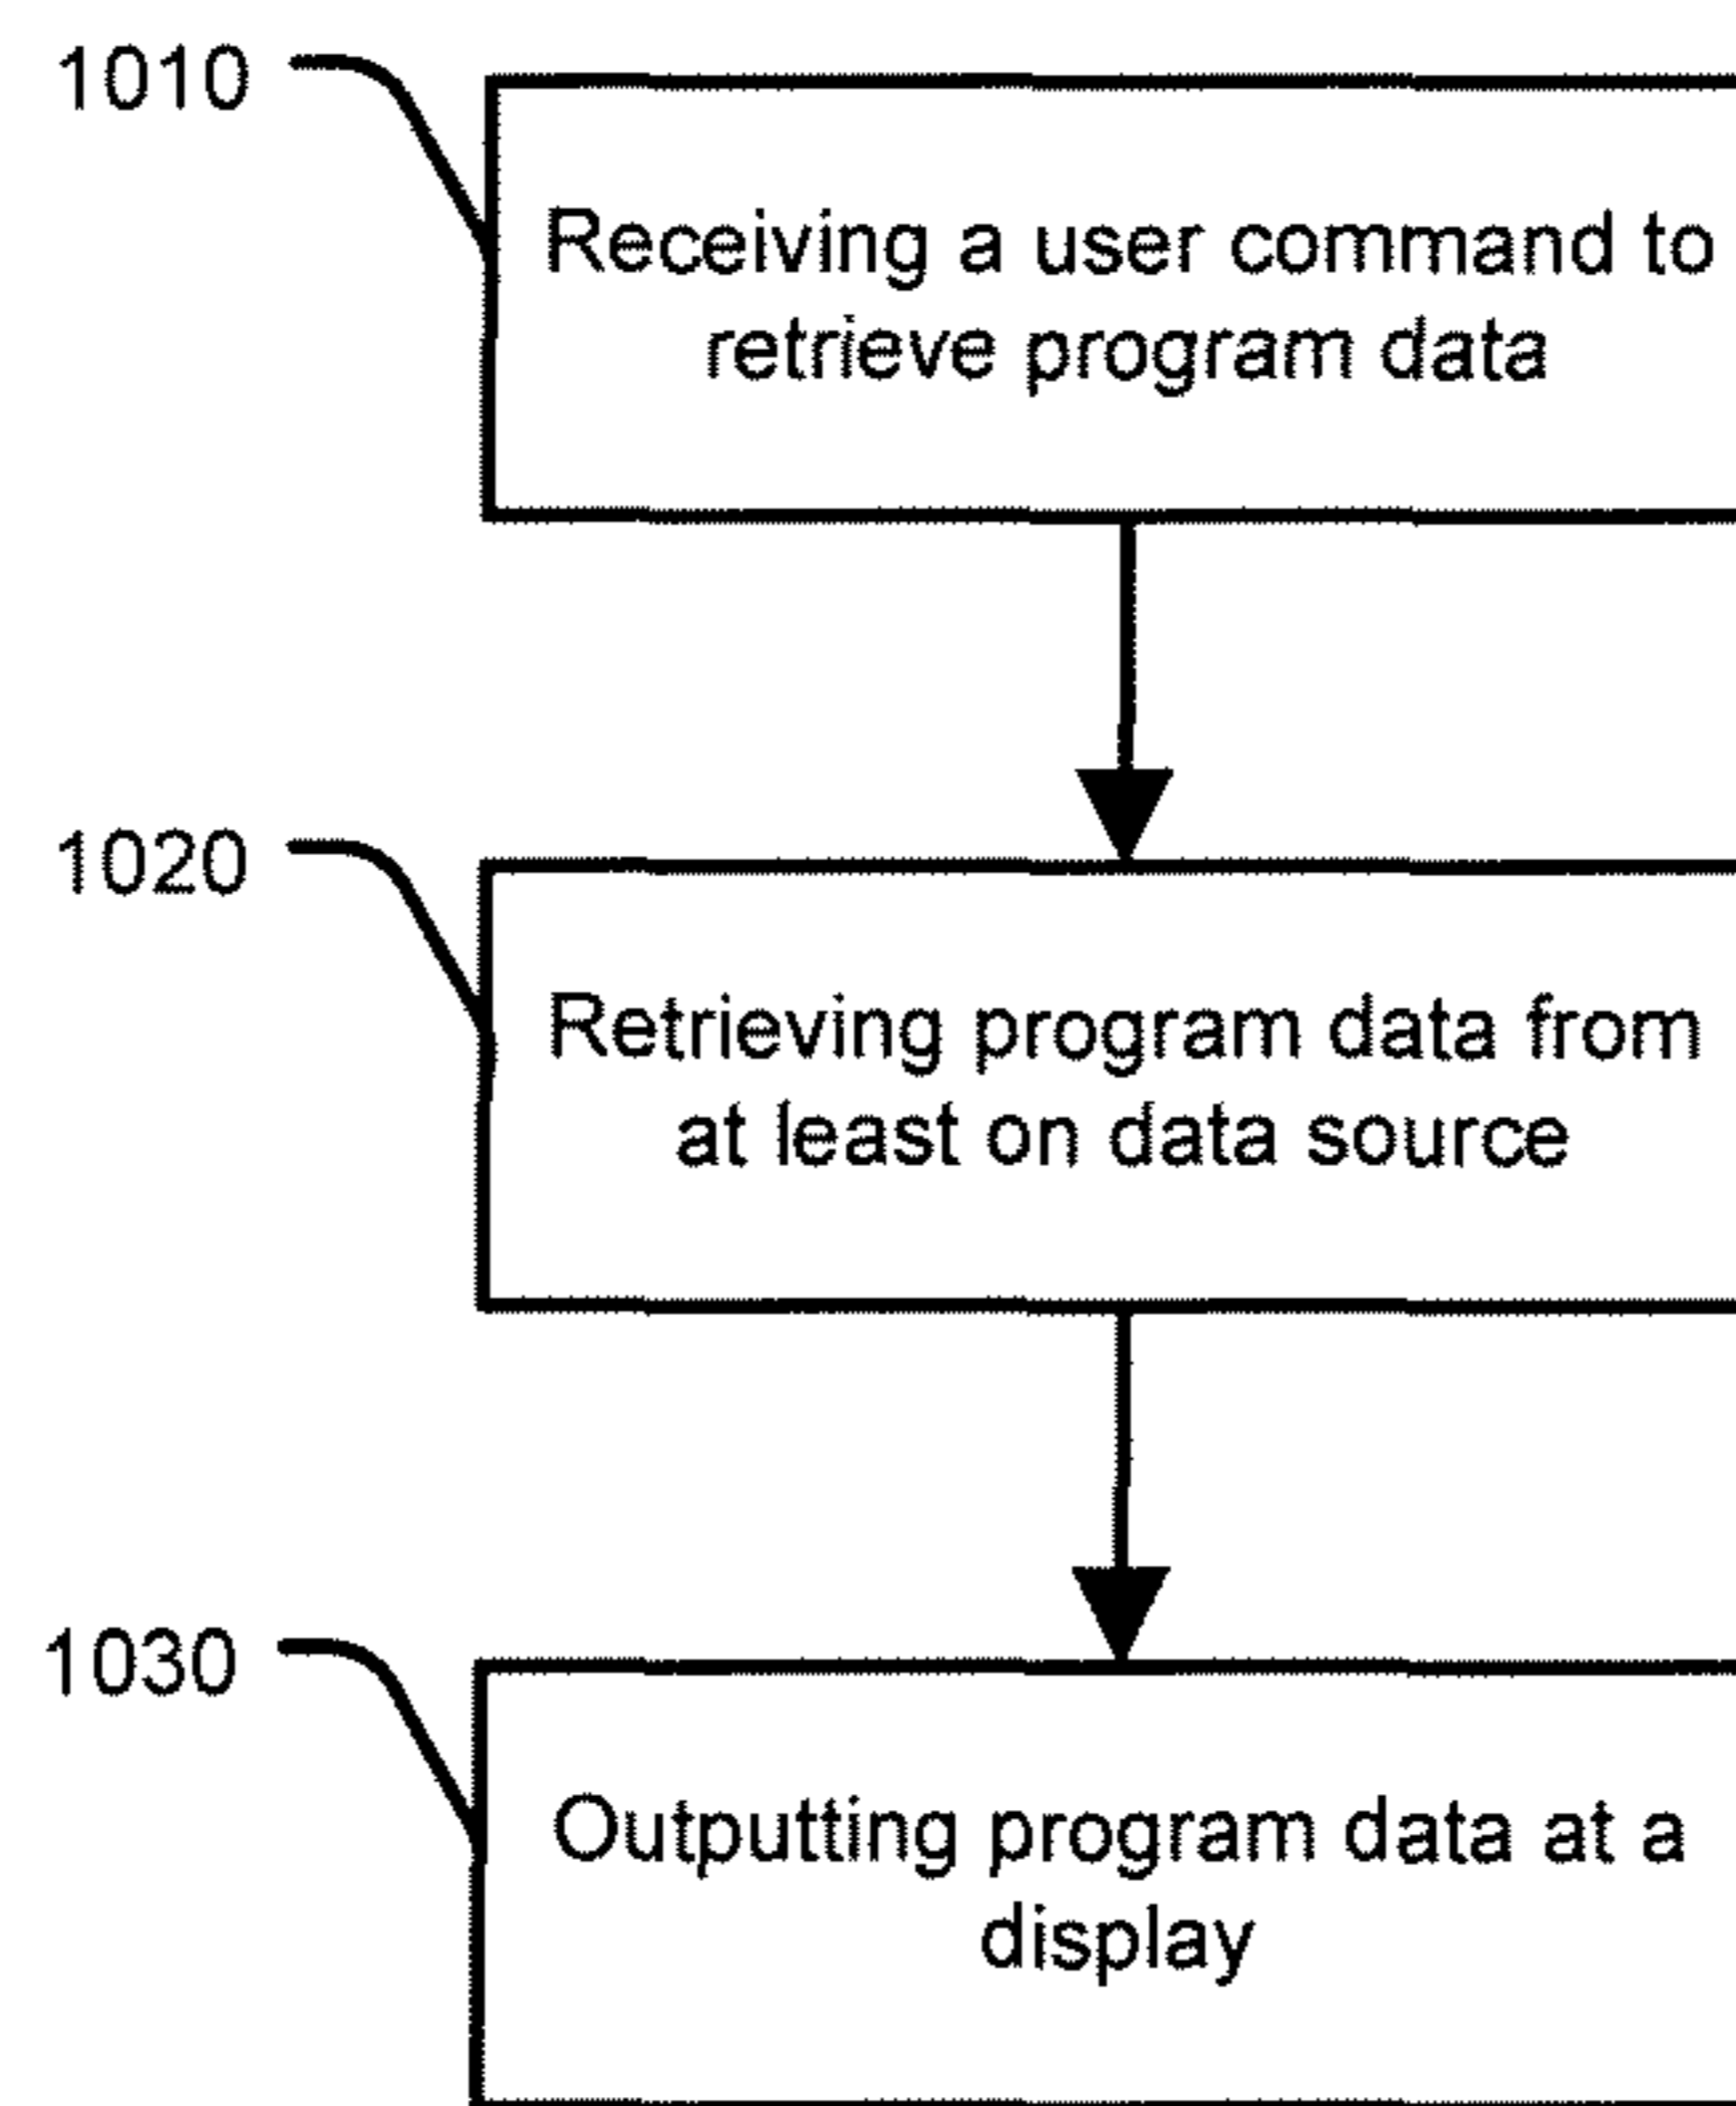 1010
Receiving a user command to
retrieve program data
1020
Retrieving program data from
at least on data source
1030
Outputting program data at a
display